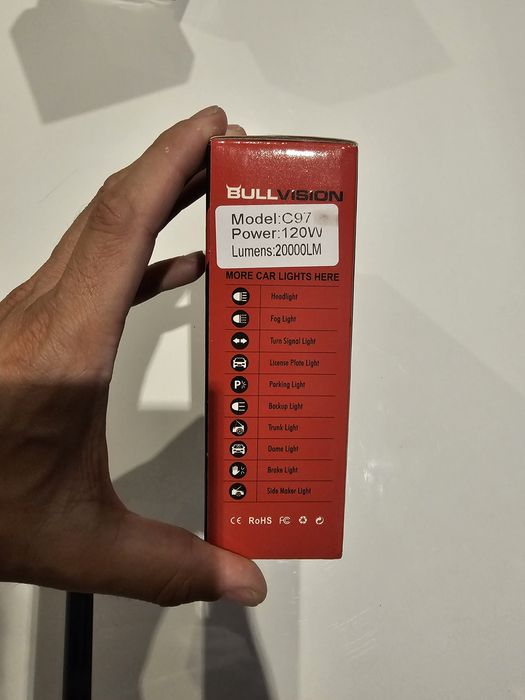 BULLVISION
Model:C97
Power:120W
Lumens:20000LM
MORE CAR LIGHTS HERE
Headlight
Fog Light
Turn Signal Light
License Plate Light
P Parking Light
Backup Light
Trunk Light
Dome Light
Brake Light
Side Maker Light
CE RoHS FC